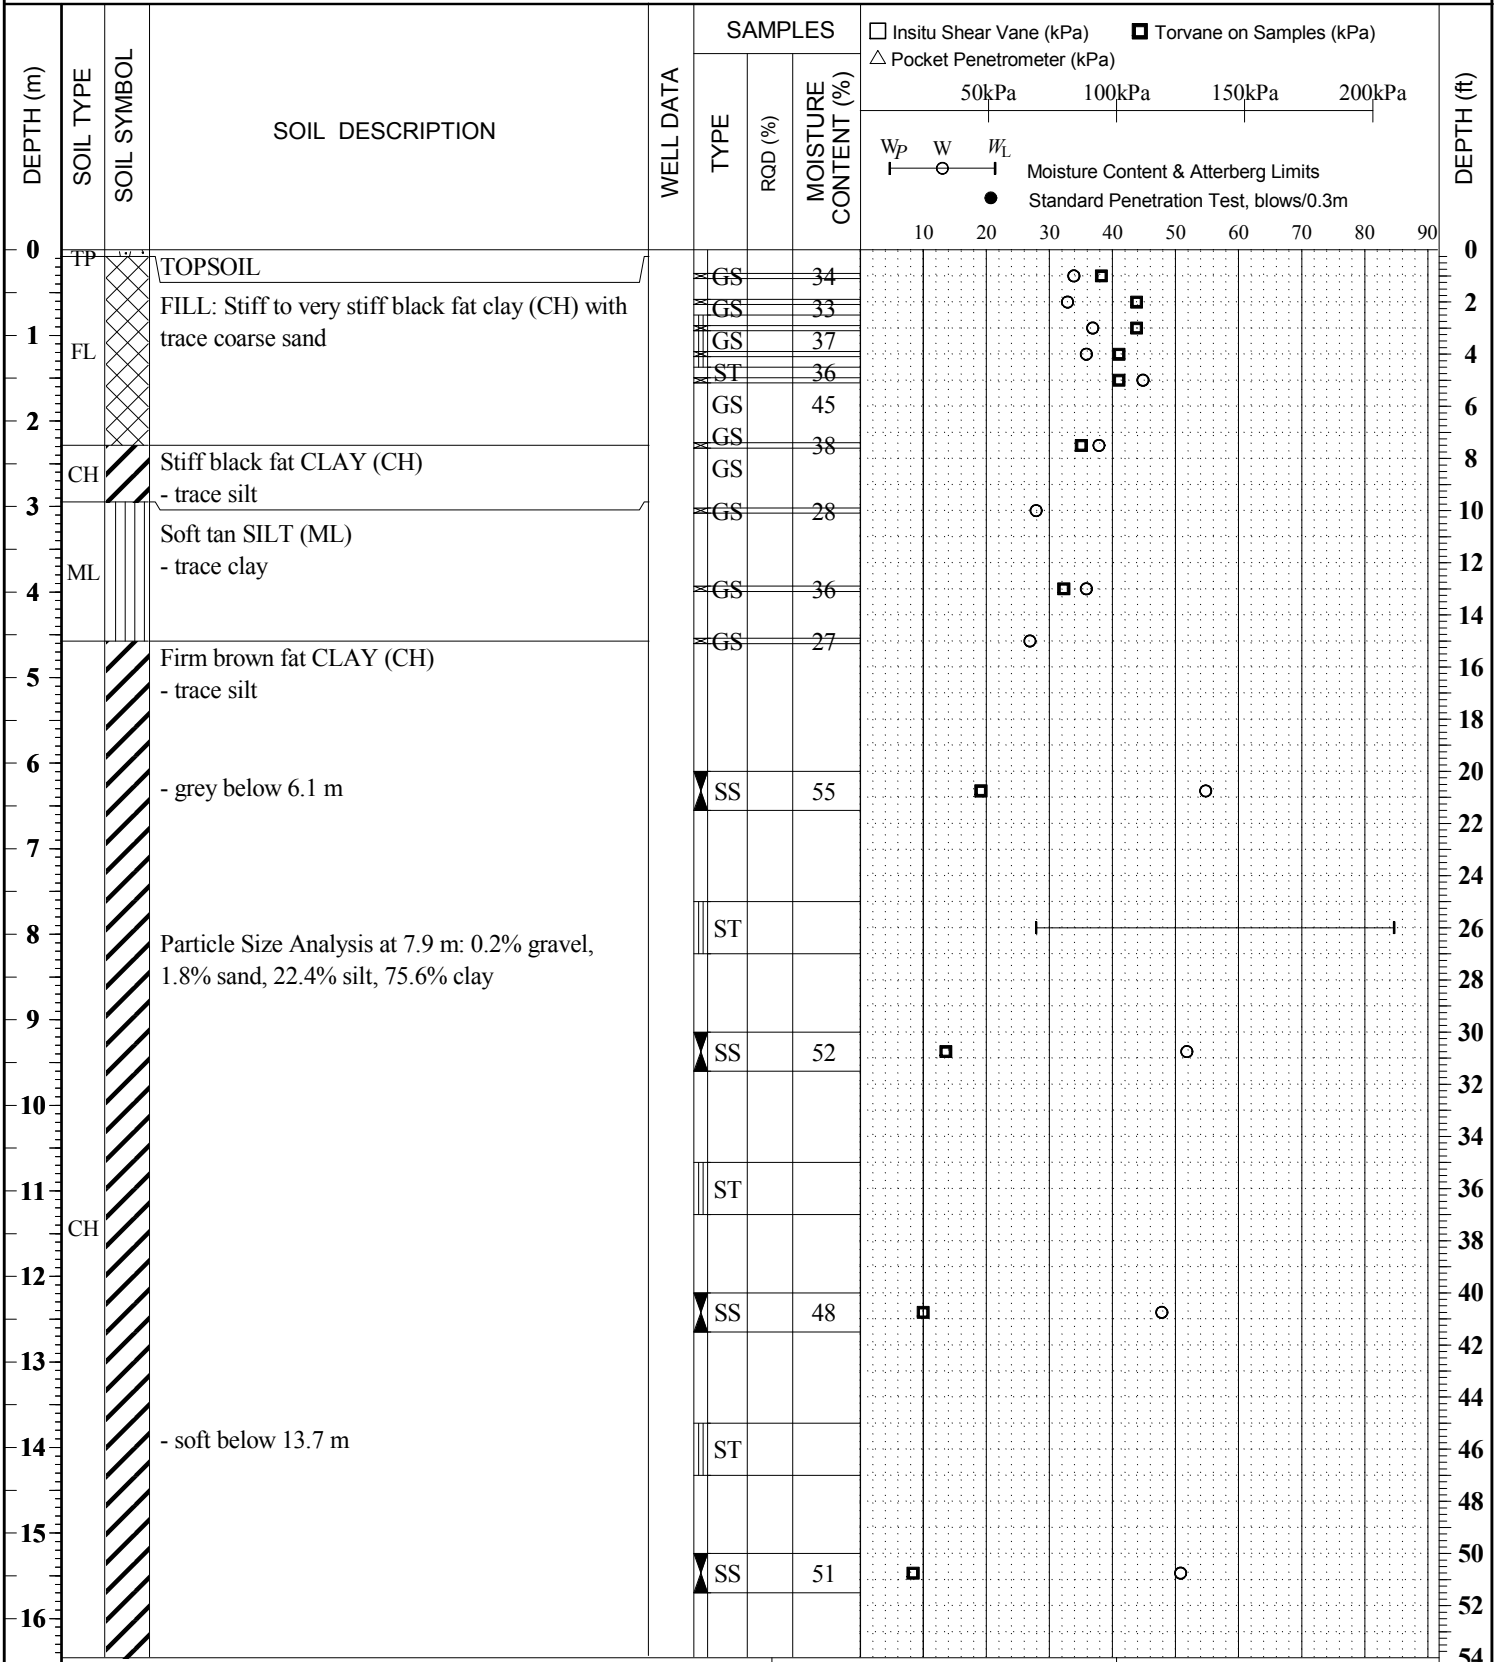 SAMPLES
Insitu Shear Vane (kPa) Torvane on Samples (kPa)
Pocket Penetrometer (kPa)
50kPa 100kPa 150kPa 200kPa
DEPTH (m)
SOIL TYPE
SOIL SYMBOL
SOIL DESCRIPTION
WELL DATA
TYPE
RQD (%)
MOISTURE
CONTENT (%)
DEPTH (ft)
WP W WL
Moisture Content & Atterberg Limits
Standard Penetration Test, blows/0.3m
10 20 30 40 50 60 70 80 90
0 0
TP TOPSOIL
GS 34
FILL: Stiff to very stiff black fat clay (CH) with
GS 33 2
1 trace coarse sand GS 37
FL 4
ST 36
GS 45 6
2 GS 38
Stiff black fat CLAY (CH) 8
CH GS
- trace silt
3 GS 28 10
Soft tan SILT (ML)
- trace clay 12
ML
4 GS 36
14
GS 27
Firm brown fat CLAY (CH) 16
5 - trace silt
18
6 20
- grey below 6.1 m SS 55
22
7
24
8 ST 26
Particle Size Analysis at 7.9 m: 0.2% gravel,
1.8% sand, 22.4% silt, 75.6% clay 28
9 30
SS 52
32
10
34
11 ST 36
CH 38
12 40
SS 48
42
13
44
- soft below 13.7 m
14 ST 46
48
15 50
SS 51
16 52
54